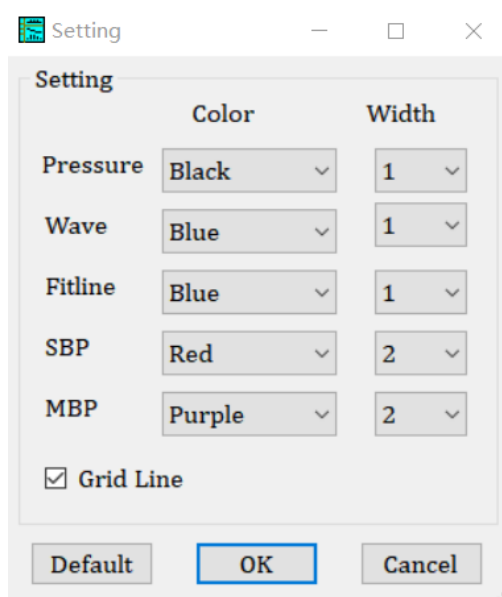 Setting
Setting
Color Width
Pressure Black 1
Wave Blue 1
Fitline Blue 1
SBP Red 2
MBP Purple 2
Grid Line
Default OK Cancel